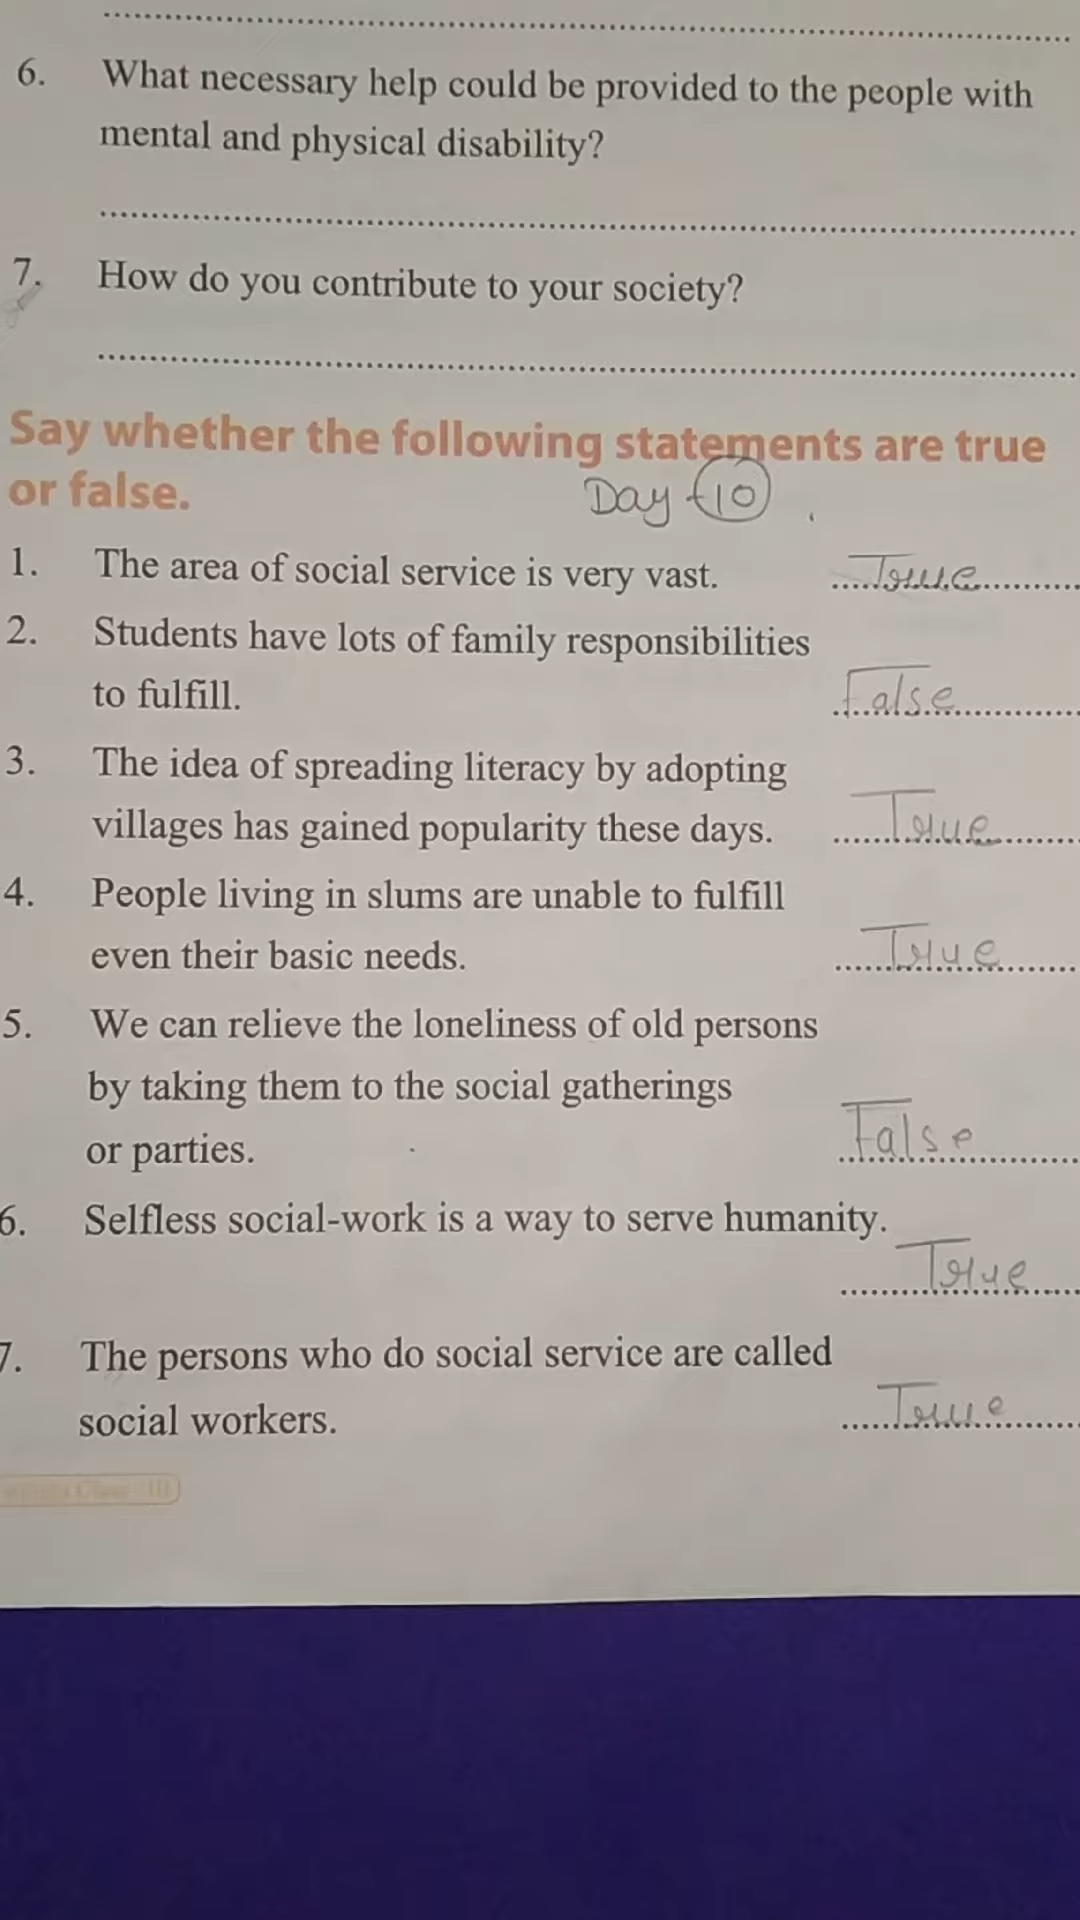 6. What necessary help could be provided to the people with
mental and physical disability?
7. How do you contribute to your society?
Say whether the following statements are true
or false.
Day - 10
1. The area of social service is very vast. True
2. Students have lots of family responsibilities
to fulfill. False
3. The idea of spreading literacy by adopting
villages has gained popularity these days. True
4. People living in slums are unable to fulfill
even their basic needs. True
5. We can relieve the loneliness of old persons
by taking them to the social gatherings
or parties. False
6. Selfless social-work is a way to serve humanity.
True
7. The persons who do social service are called
social workers. True